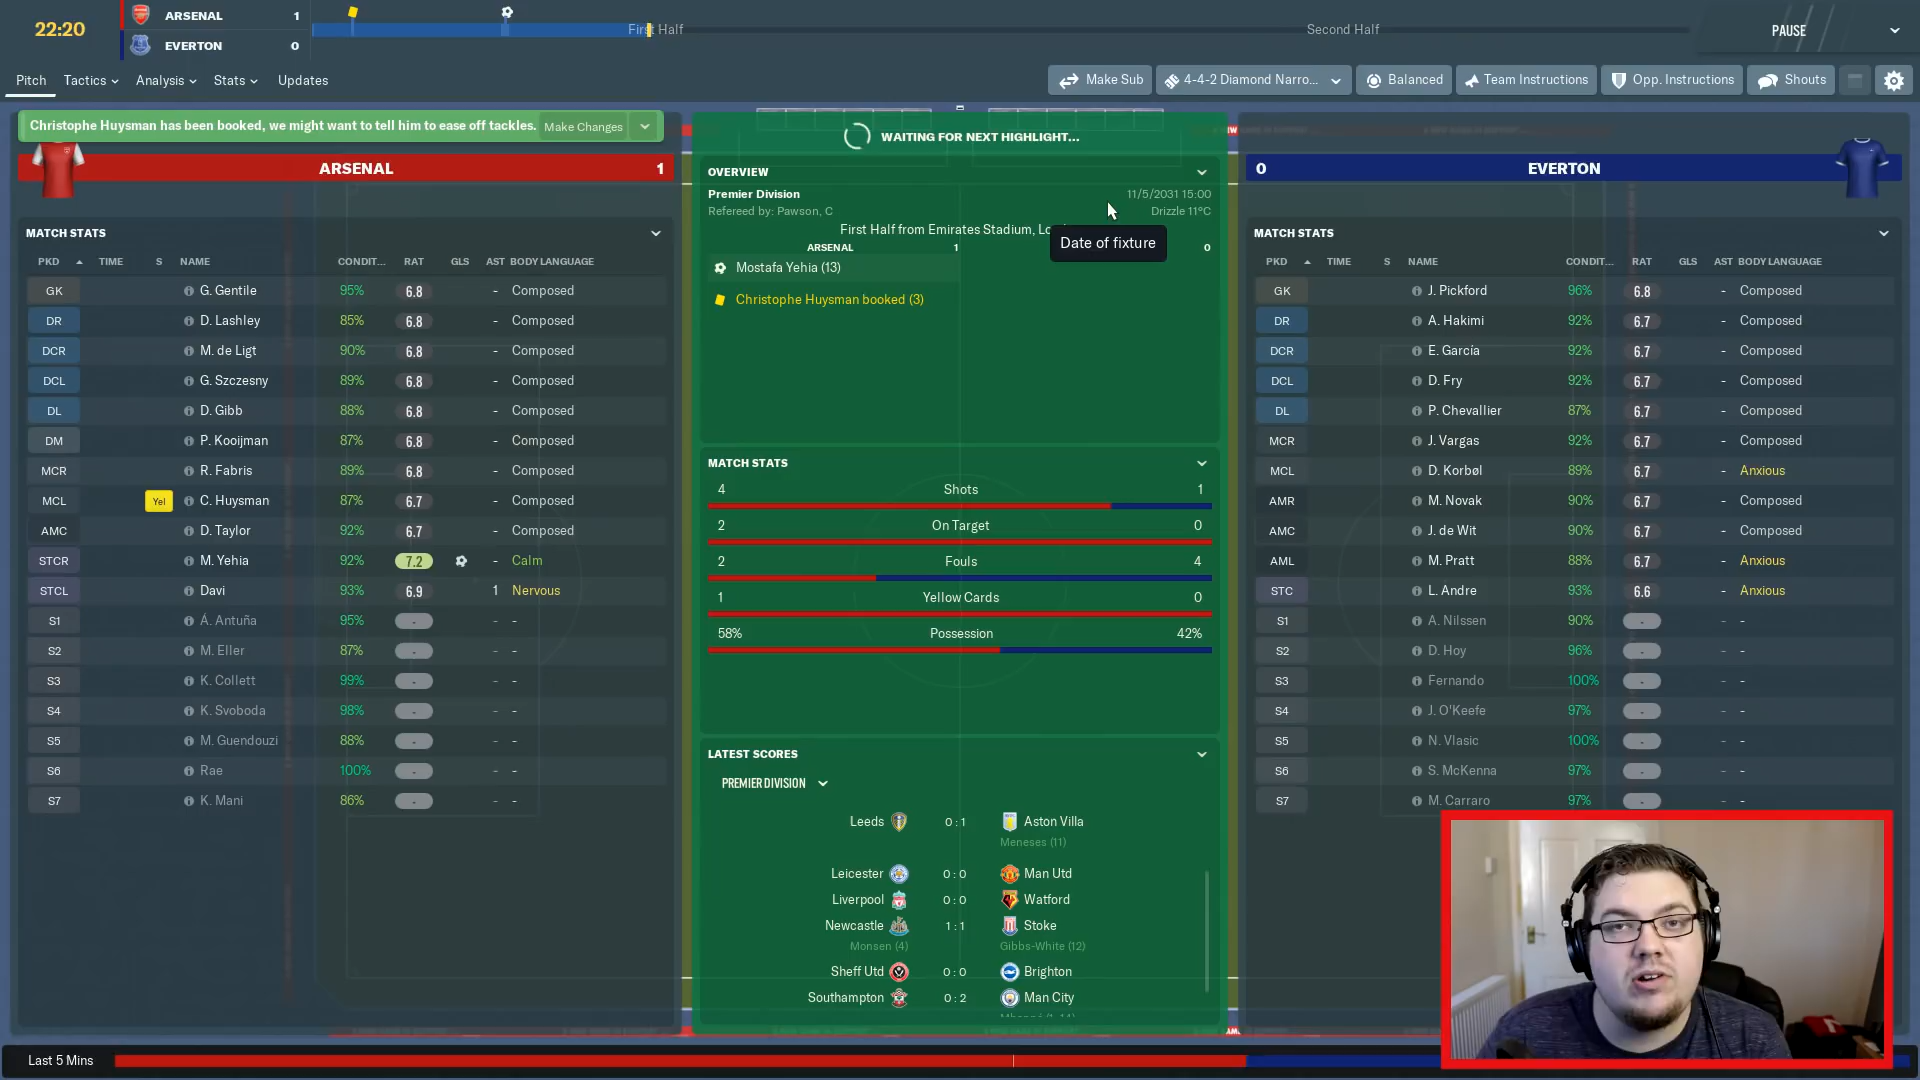 22:20
ARSENAL 1
EVERTON 0
First Half
Second Half
PAUSE
Pitch Tactics Analysis Stats Updates
Make Sub 4-4-2 Diamond Narro... Balanced Team Instructions Opp. Instructions Shouts
Christophe Huysman has been booked, we might want to tell him to ease off tackles. Make Changes
ARSENAL 1
MATCH STATS
PKD TIME S NAME CONDIT... RAT GLS AST BODY LANGUAGE
GK G. Gentile 95% 6.8 - Composed
DR D. Lashley 85% 6.8 - Composed
DCR M. de Ligt 90% 6.8 - Composed
DCL G. Szczesny 89% 6.8 - Composed
DL D. Gibb 88% 6.8 - Composed
DM P. Kooijman 87% 6.8 - Composed
MCR R. Fabris 89% 6.8 - Composed
MCL Yel C. Huysman 87% 6.7 - Composed
AMC D. Taylor 92% 6.7 - Composed
STCR M. Yehia 92% 7.2 - Calm
STCL Davi 93% 6.9 1 Nervous
S1 Á. Antuña 95% - - -
S2 M. Eller 87% - - -
S3 K. Collett 99% - - -
S4 K. Svoboda 98% - - -
S5 M. Guendouzi 88% - - -
S6 Rae 100% - - -
S7 K. Mani 86% - - -
WAITING FOR NEXT HIGHLIGHT...
OVERVIEW
Premier Division 11/5/2031 15:00
Refereed by: Pawson, C Drizzle 11°C
First Half from Emirates Stadium,
Date of fixture
ARSENAL 1 0
Mostafa Yehia (13)
Christophe Huysman booked (3)
MATCH STATS
4 Shots 1
2 On Target 0
2 Fouls 4
1 Yellow Cards 0
58% Possession 42%
LATEST SCORES
PREMIER DIVISION
Leeds 0 : 1 Aston Villa
Meneses (11)
Leicester 0 : 0 Man Utd
Liverpool 0 : 0 Watford
Newcastle 1 : 1 Stoke
Monsen (4) Gibbs-White (12)
Sheff Utd 0 : 0 Brighton
Southampton 0 : 2 Man City
0 EVERTON
MATCH STATS
PKD TIME S NAME CONDIT... RAT GLS AST BODY LANGUAGE
GK J. Pickford 96% 6.8 - Composed
DR A. Hakimi 92% 6.7 - Composed
DCR E. García 92% 6.7 - Composed
DCL D. Fry 92% 6.7 - Composed
DL P. Chevallier 87% 6.7 - Composed
MCR J. Vargas 92% 6.7 - Composed
MCL D. Korbøl 89% 6.7 - Anxious
AMR M. Novak 90% 6.7 - Composed
AMC J. de Wit 90% 6.7 - Composed
AML M. Pratt 88% 6.7 - Anxious
STC L. Andre 93% 6.6 - Anxious
S1 A. Nilssen 90% - - -
S2 D. Hoy 96% - - -
S3 Fernando 100% - - -
S4 J. O'Keefe 97% - - -
S5 N. Vlasic 100% - - -
S6 S. McKenna 97% - - -
S7 M. Carraro 97% - - -
Last 5 Mins